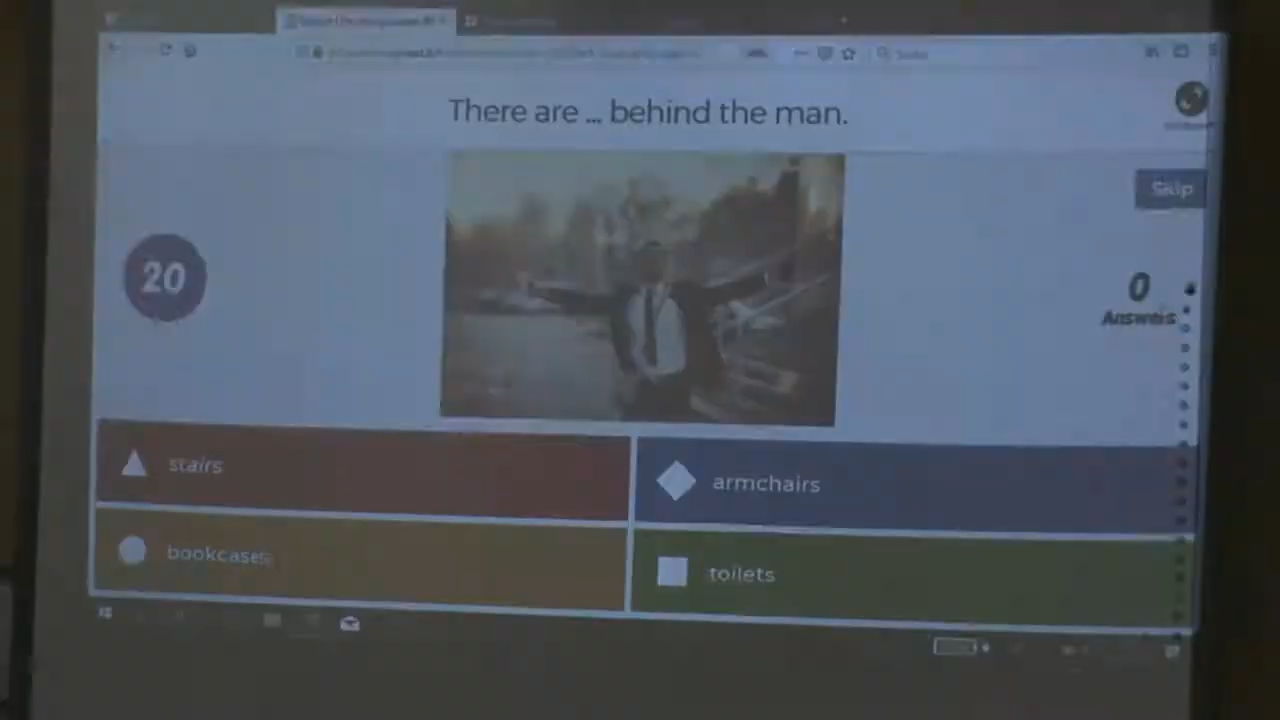 There are ... behind the man.
Skip
20
0
Answers
stairs
armchairs
bookcases
toilets